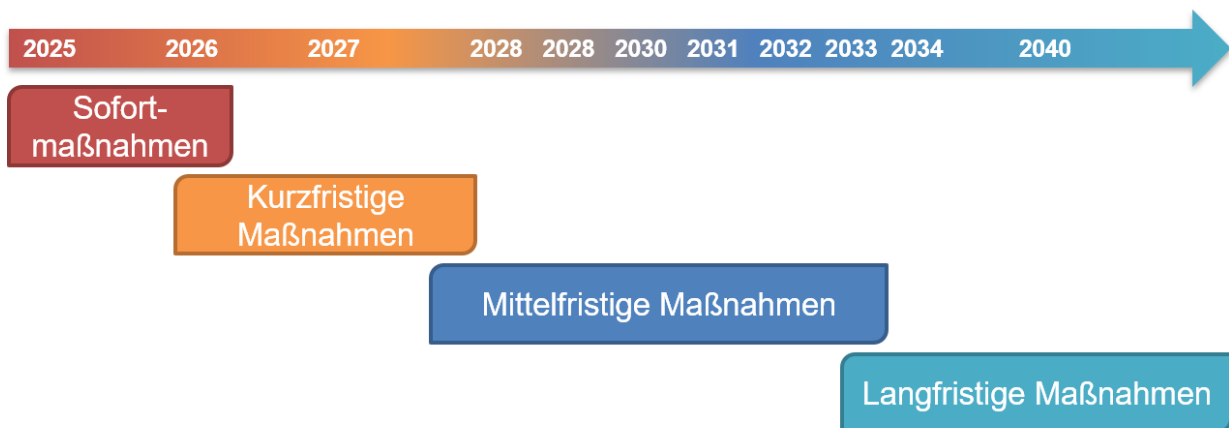 2025 2026 2027 2028 2028 2030 2031 2032 2033 2034 2040
Sofort-
maßnahmen
Kurzfristige
Maßnahmen
Mittelfristige Maßnahmen
Langfristige Maßnahmen